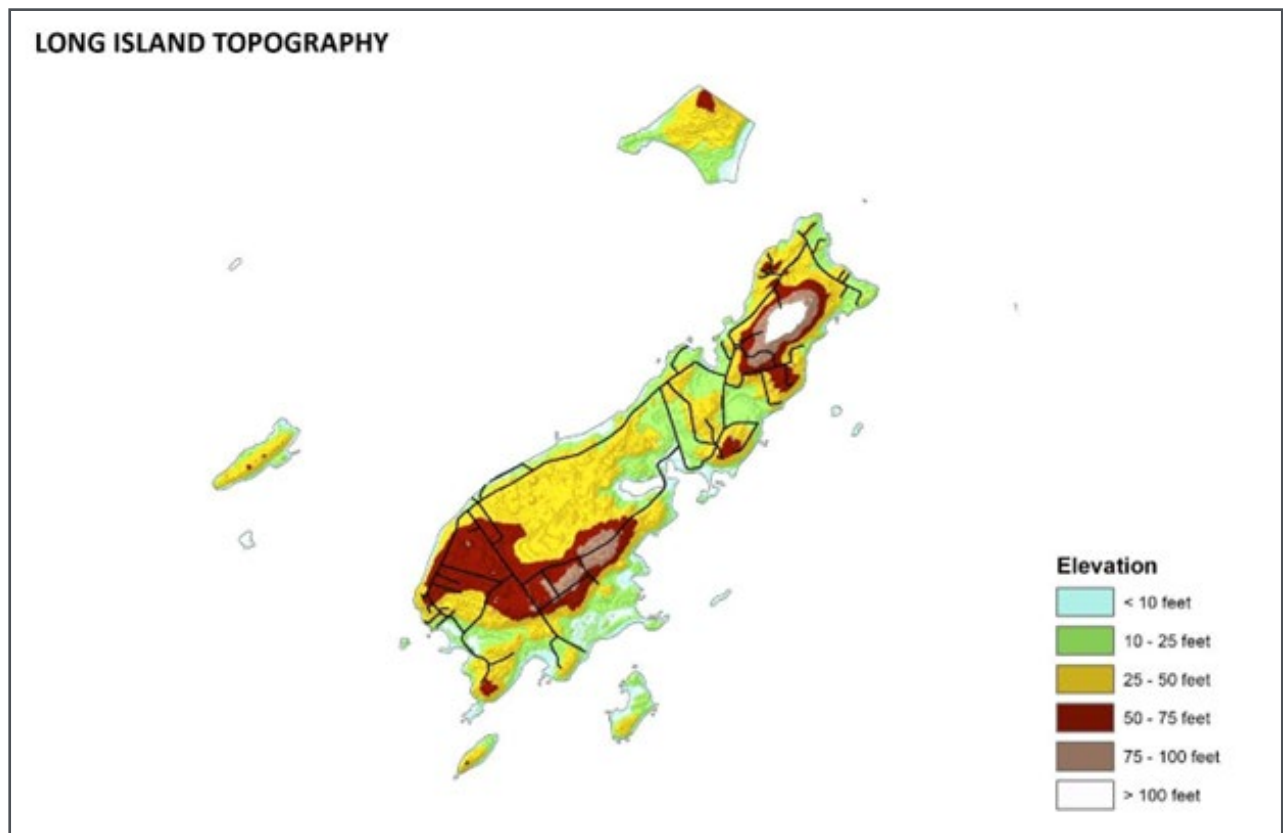 LONG ISLAND TOPOGRAPHY
Elevation
< 10 feet
10 - 25 feet
25 - 50 feet
50 - 75 feet
75 - 100 feet
> 100 feet